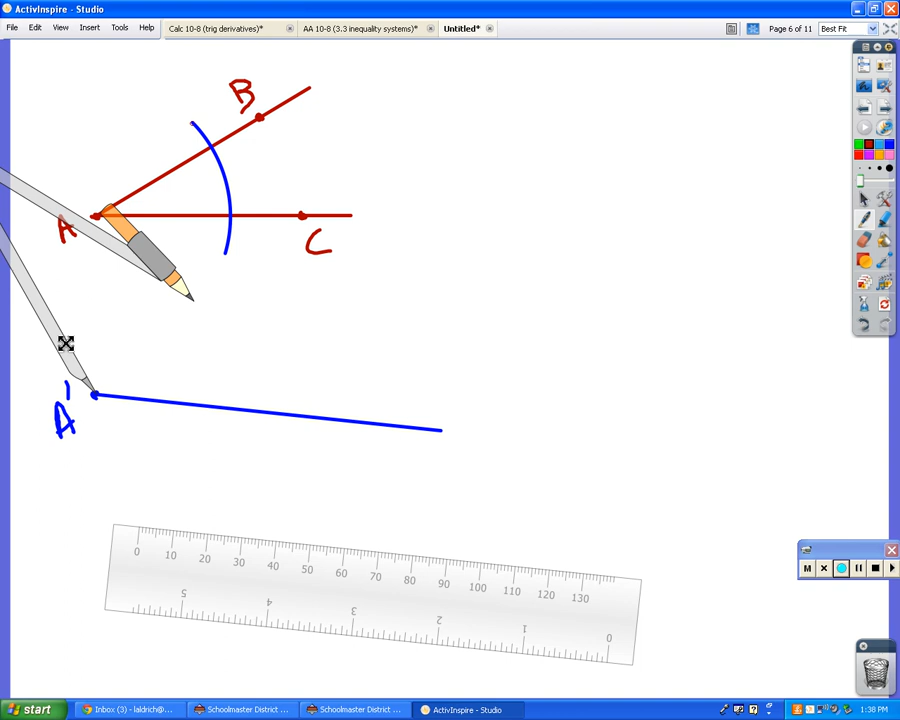 ActivInspire - Studio
File Edit View Insert Tools Help
Calc 10-8 (trig derivatives)*
AA 10-8 (3.3 inequality systems)*
Untitled*
Page 6 of 11
Best Fit
B
A
C
A'
0 10 20 30 40 50 60 70 80 90 100 110 120 130
5 4 3 2 1 0
M
start
Inbox (3) - laldrich@...
Schoolmaster District ...
Schoolmaster District ...
ActivInspire - Studio
1:38 PM